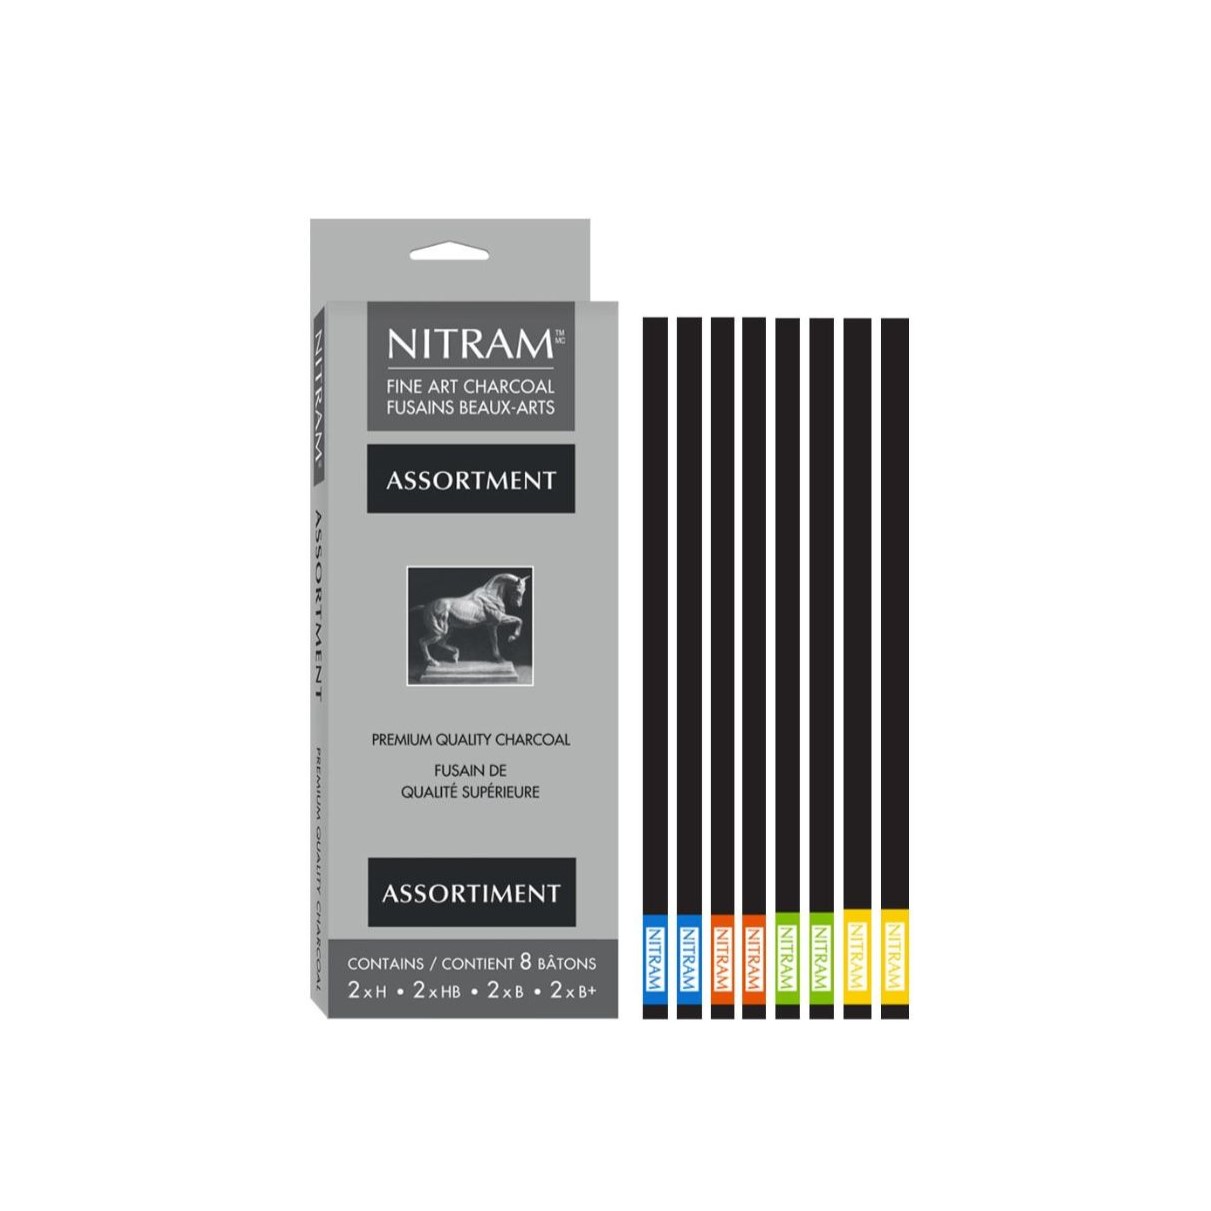 NITRAM™ MC
FINE ART CHARCOAL
FUSAINS BEAUX-ARTS
ASSORTMENT
PREMIUM QUALITY CHARCOAL
FUSAIN DE
QUALITÉ SUPÉRIEURE
ASSORTIMENT
CONTAINS / CONTIENT 8 BÂTONS
2 x H • 2 x HB • 2 x B • 2 x B+
NITRAM®
ASSORTMENT
PREMIUM QUALITY CHARCOAL
NITRAM
NITRAM
NITRAM
NITRAM
NITRAM
NITRAM
NITRAM
NITRAM